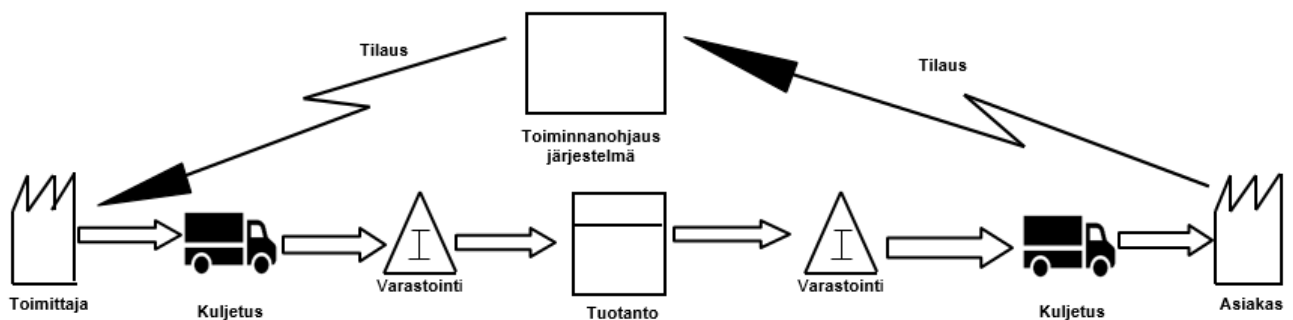 Tilaus
Tilaus
Toiminnanohjaus
järjestelmä
I
I
Toimittaja
Kuljetus
Varastointi
Tuotanto
Varastointi
Kuljetus
Asiakas